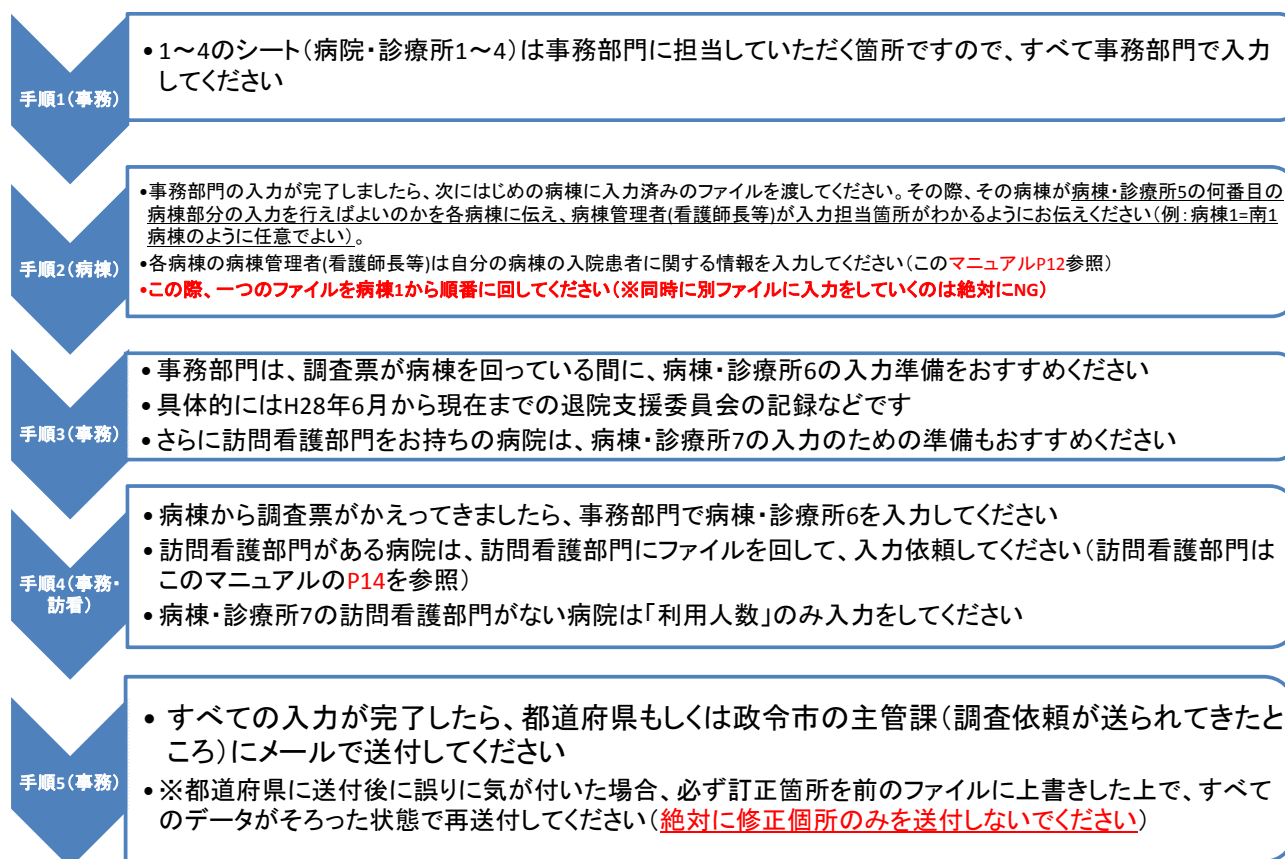 手順1(事務)
• 1～4のシート(病院・診療所1～4)は事務部門に担当していただく箇所ですので、すべて事務部門で入力
してください
手順2(病棟)
•事務部門の入力が完了しましたら、次にはじめの病棟に入力済みのファイルを渡してください。その際、その病棟が病棟・診療所5の何番目の
病棟部分の入力を行えばよいのかを各病棟に伝え、病棟管理者(看護師長等)が入力担当箇所がわかるようにお伝えください(例:病棟1=南1
病棟のように任意でよい)。
•各病棟の病棟管理者(看護師長等)は自分の病棟の入院患者に関する情報を入力してください(このマニュアルP12参照)
•この際、一つのファイルを病棟1から順番に回してください(※同時に別ファイルに入力をしていくのは絶対にNG)
手順3(事務)
• 事務部門は、調査票が病棟を回っている間に、病棟・診療所6の入力準備をおすすめください
• 具体的にはH28年6月から現在までの退院支援委員会の記録などです
• さらに訪問看護部門をお持ちの病院は、病棟・診療所7の入力のための準備もおすすめください
手順4(事務・
訪看)
• 病棟から調査票がかえってきましたら、事務部門で病棟・診療所6を入力してください
• 訪問看護部門がある病院は、訪問看護部門にファイルを回して、入力依頼してください(訪問看護部門は
このマニュアルのP14を参照)
• 病棟・診療所7の訪問看護部門がない病院は「利用人数」のみ入力をしてください
手順5(事務)
• すべての入力が完了したら、都道府県もしくは政令市の主管課(調査依頼が送られてきたと
ころ)にメールで送付してください
• ※都道府県に送付後に誤りに気が付いた場合、必ず訂正箇所を前のファイルに上書きした上で、すべて
のデータがそろった状態で再送付してください(絶対に修正個所のみを送付しないでください)